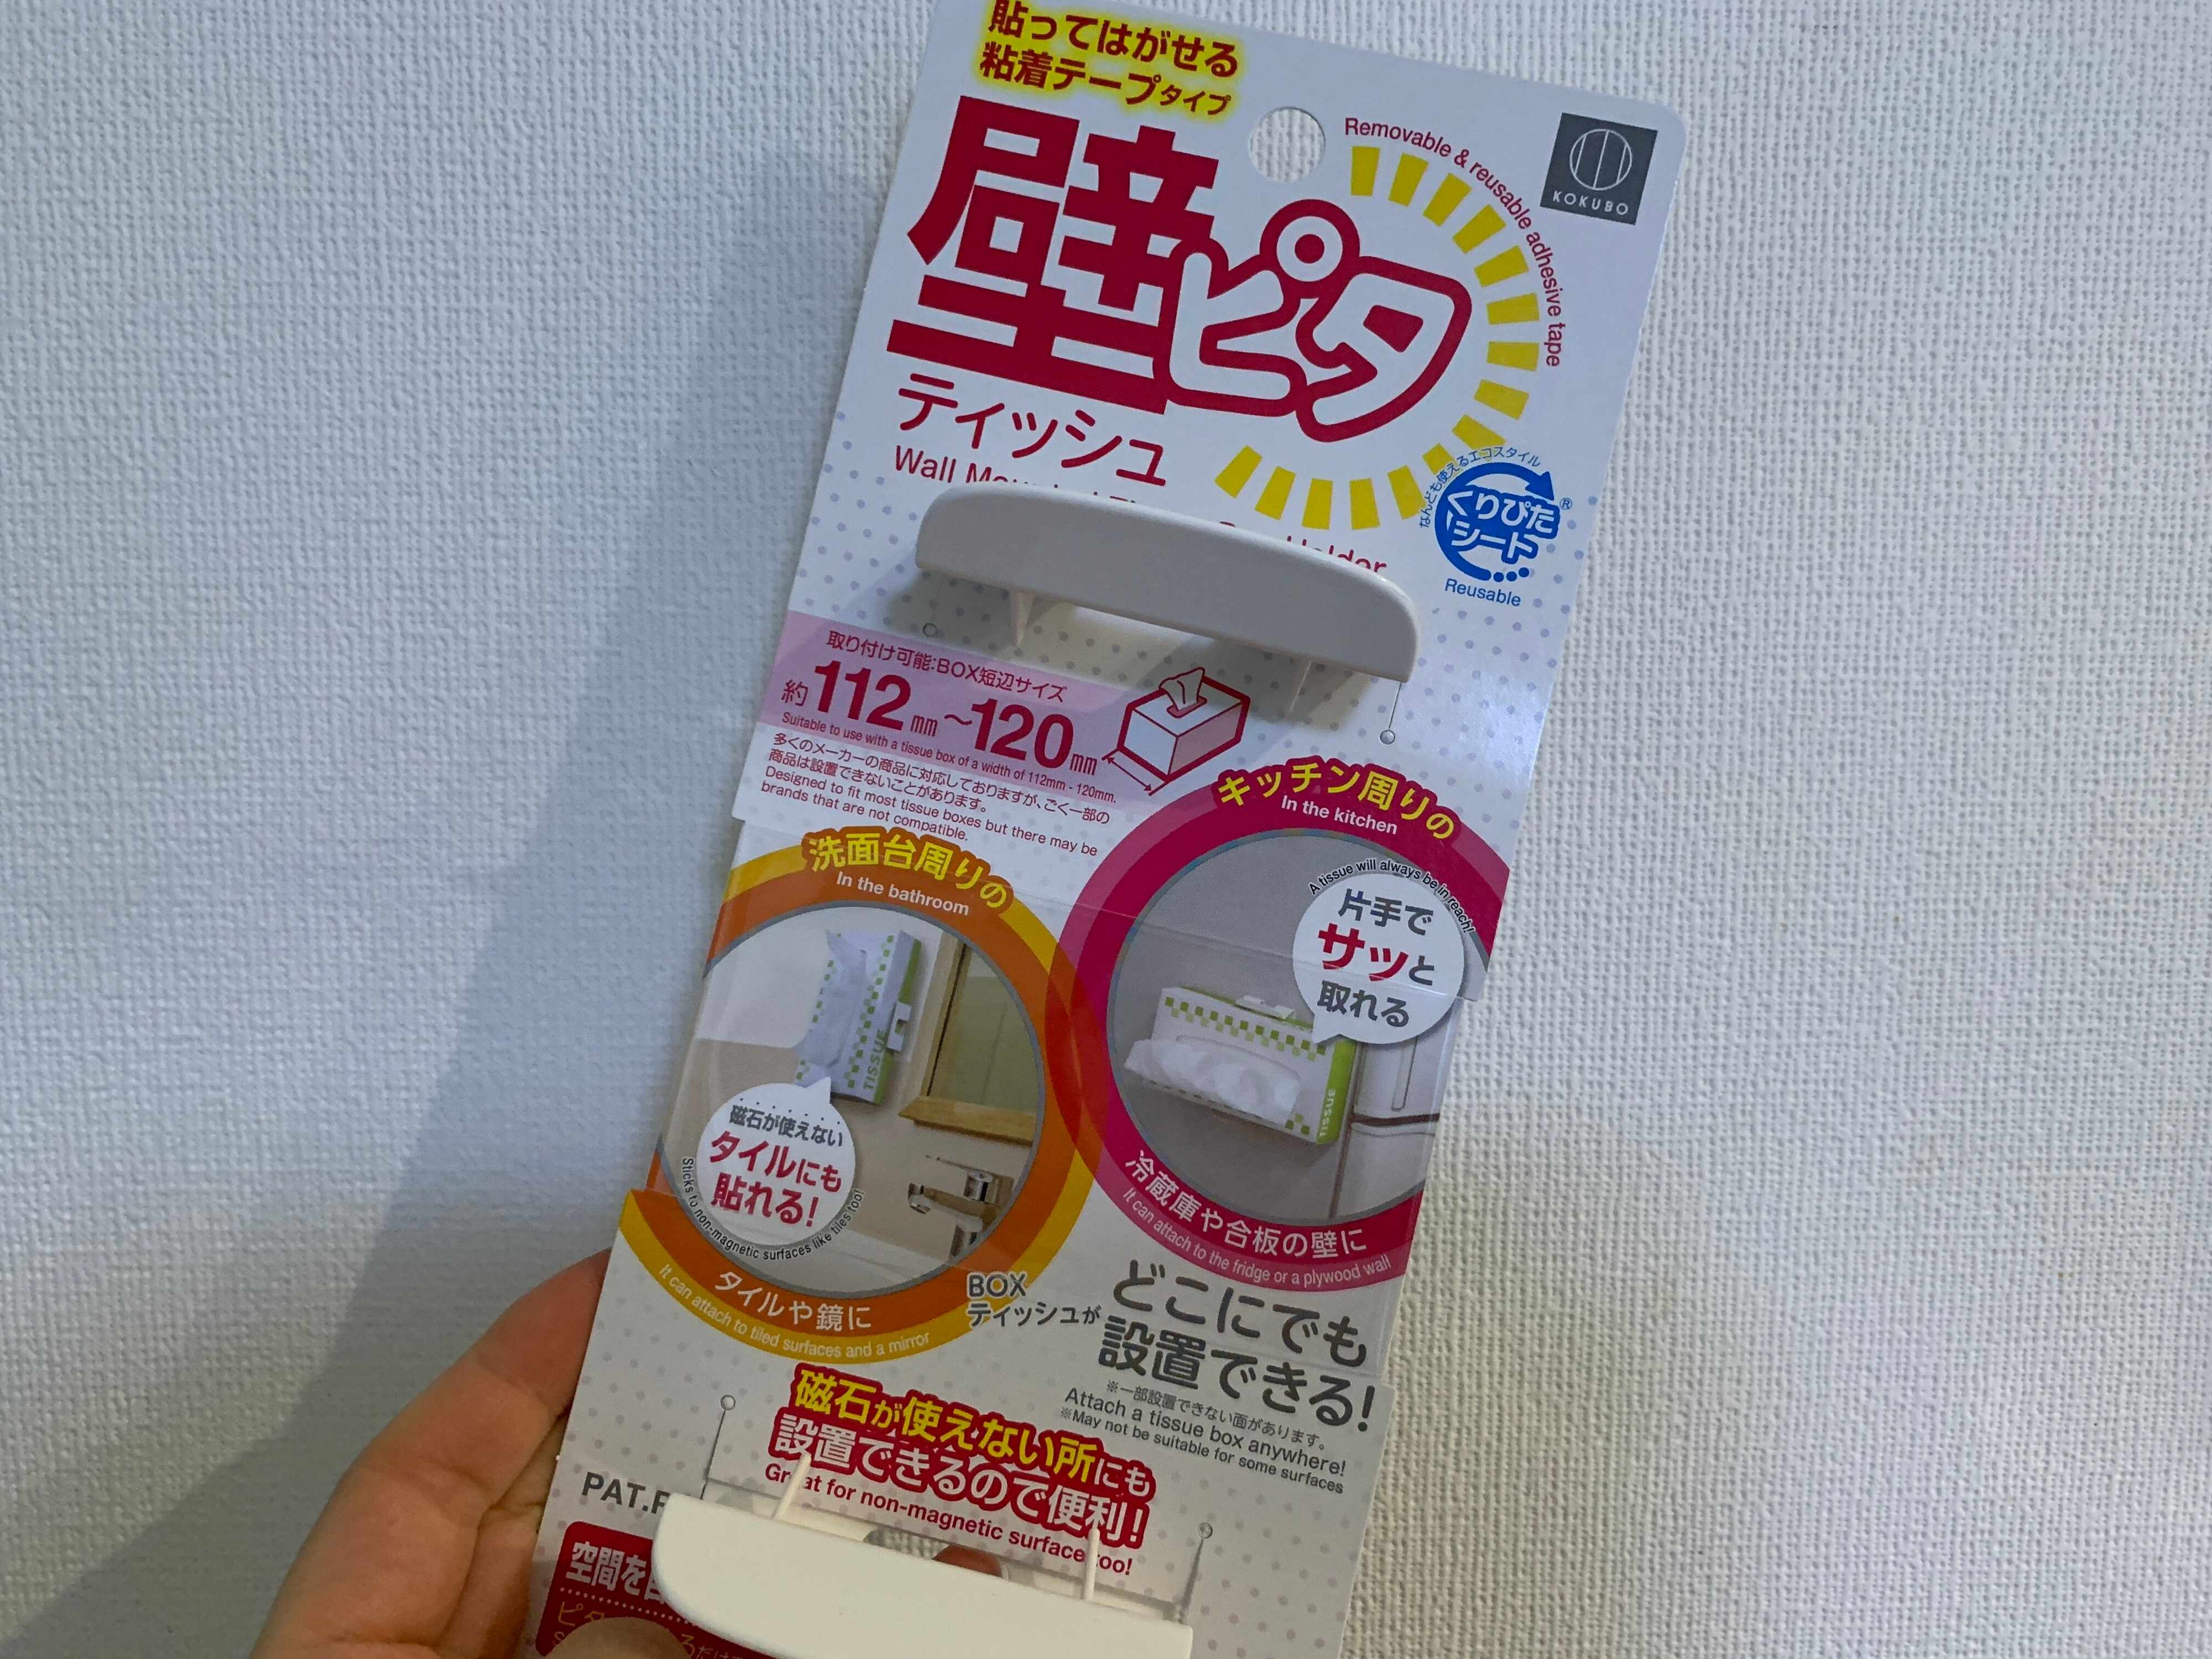 貼ってはがせる
粘着テープタイプ
Removable & reusable adhesive tape
KOKUBO
壁ピタ
ティッシュ
Wall
Holder
なんども使えるエコスタイル
くりぴた®
シート
Reusable
取り付け可能:BOX短辺サイズ
約112mm〜120mm
Suitable to use with a tissue box of a width of 112mm - 120mm.
多くのメーカーの商品に対応しておりますが、ごく一部の
商品は設置できないことがあります。
Designed to fit most tissue boxes but there may be
brands that are not compatible.
キッチン周りの
In the kitchen
A tissue will always be in reach!
片手で
サッと
取れる
TISSUE
冷蔵庫や合板の壁に
It can attach to the fridge or a plywood wall
洗面台周りの
In the bathroom
TISSUE
磁石が使えない
タイルにも
貼れる!
Sticks to non-magnetic surfaces like tiles too!
タイルや鏡に
It can attach to tiled surfaces and a mirror
BOX
ティッシュが
どこにでも
設置できる!
※一部設置できない面があります。
Attach a tissue box anywhere!
※May not be suitable for some surfaces
磁石が使えない所にも
設置できるので便利!
Great for non-magnetic surface too!
PAT.
空間を